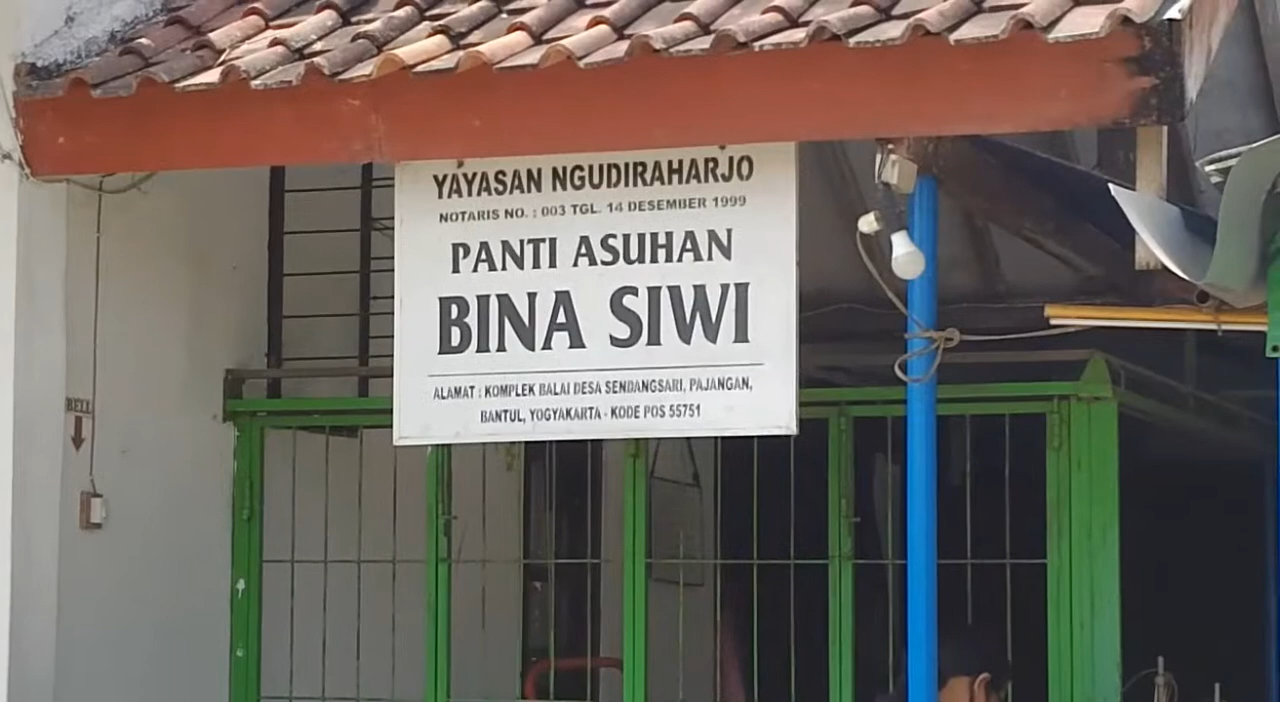 YAYASAN NGUDIRAHARJO
NOTARIS NO. : 003 TGL. 14 DESEMBER 1999
PANTI ASUHAN
BINA SIWI
ALAMAT : KOMPLEK BALAI DESA SENDANGSARI, PAJANGAN,
BANTUL, YOGYAKARTA - KODE POS 55751
BELL